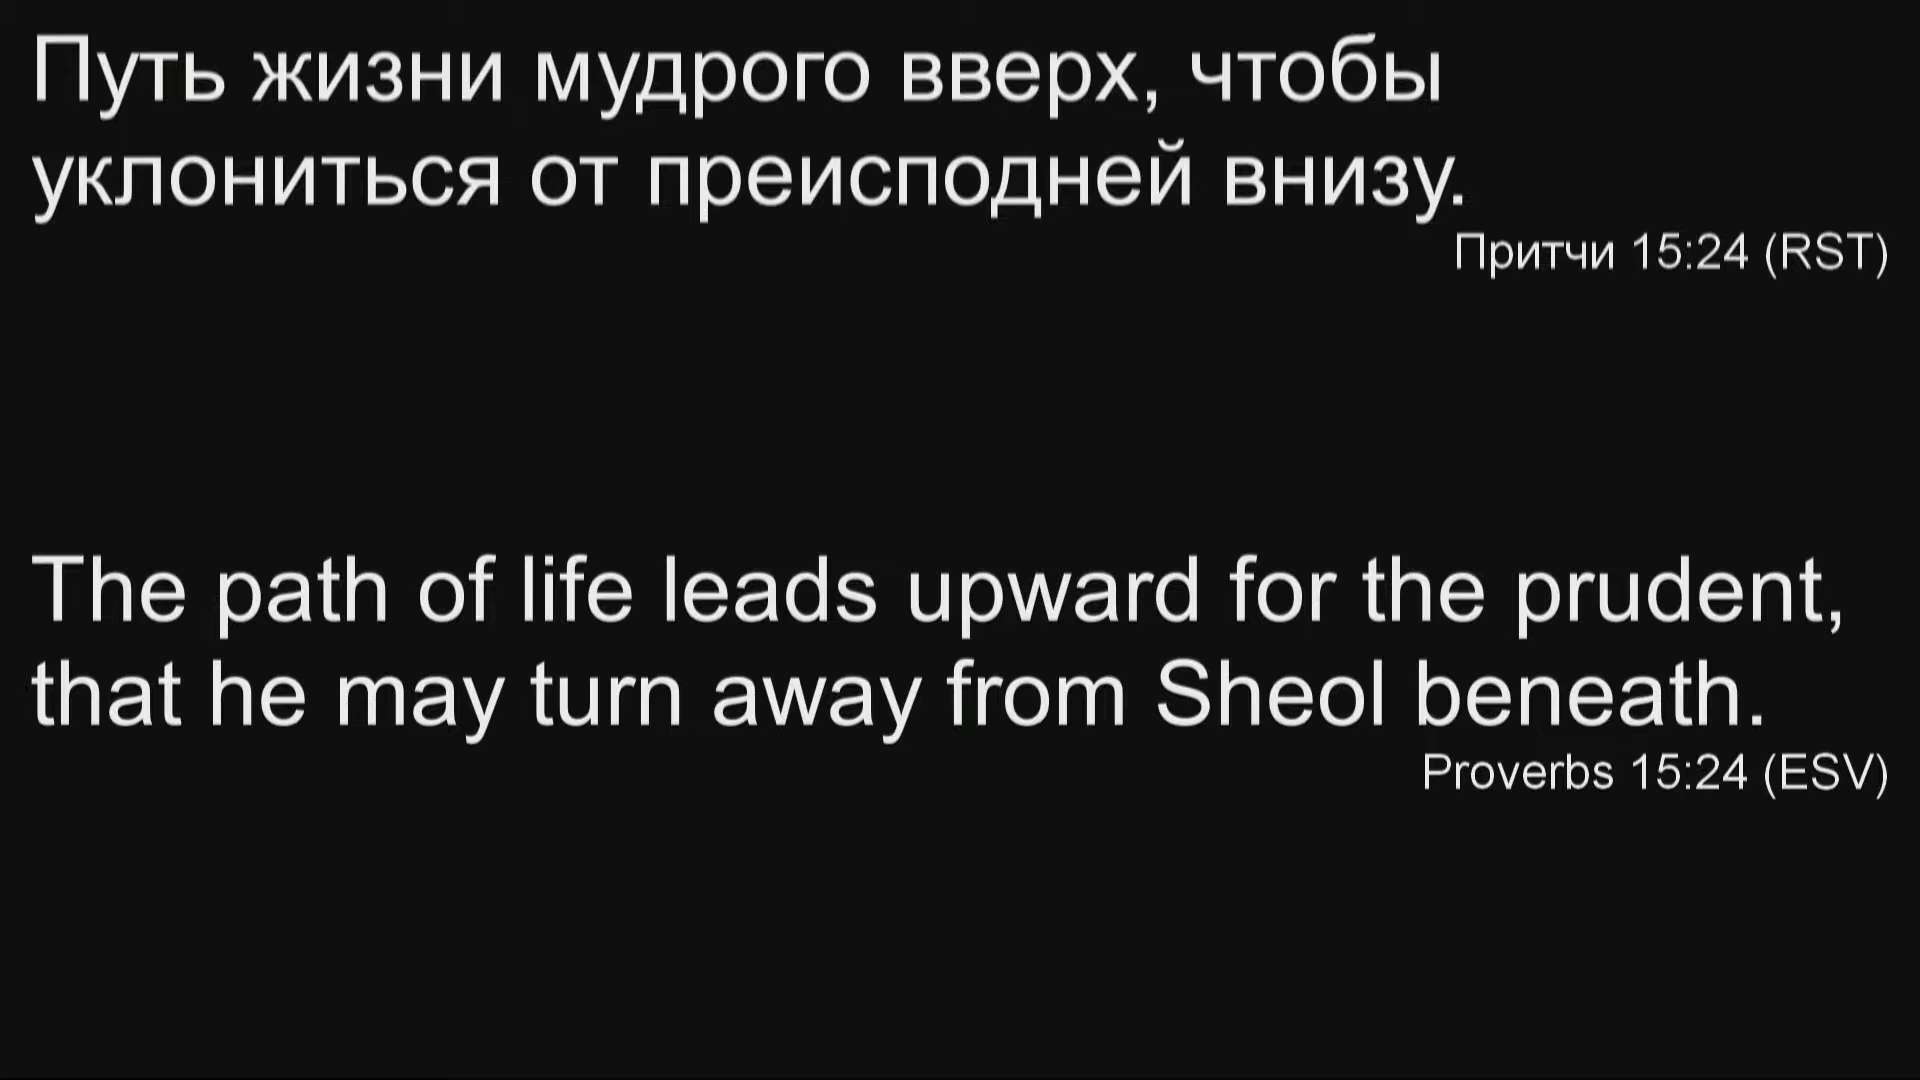 Путь жизни мудрого вверх, чтобы
уклониться от преисподней внизу.
Притчи 15:24 (RST)
The path of life leads upward for the prudent,
that he may turn away from Sheol beneath.
Proverbs 15:24 (ESV)